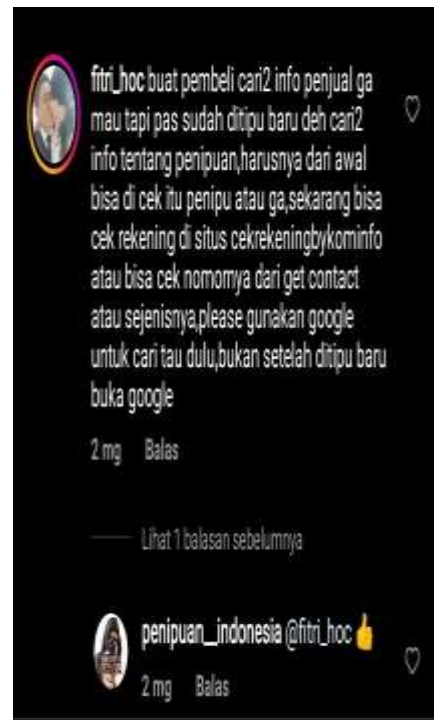 fitri_hoc buat pembeli cari2 info penjual ga
mau tapi pas sudah ditipu baru deh cari2
info tentang penipuan,harusnya dari awal
bisa di cek itu penipu atau ga,sekarang bisa
cek rekening di situs cekrekeningbykominfo
atau bisa cek nomornya dari get contact
atau sejenisnya,please gunakan google
untuk cari tau dulu,bukan setelah ditipu baru
buka google
2 mg Balas
Lihat 1 balasan sebelumnya
penipuan__indonesia @fitri_hoc 👍
2 mg Balas